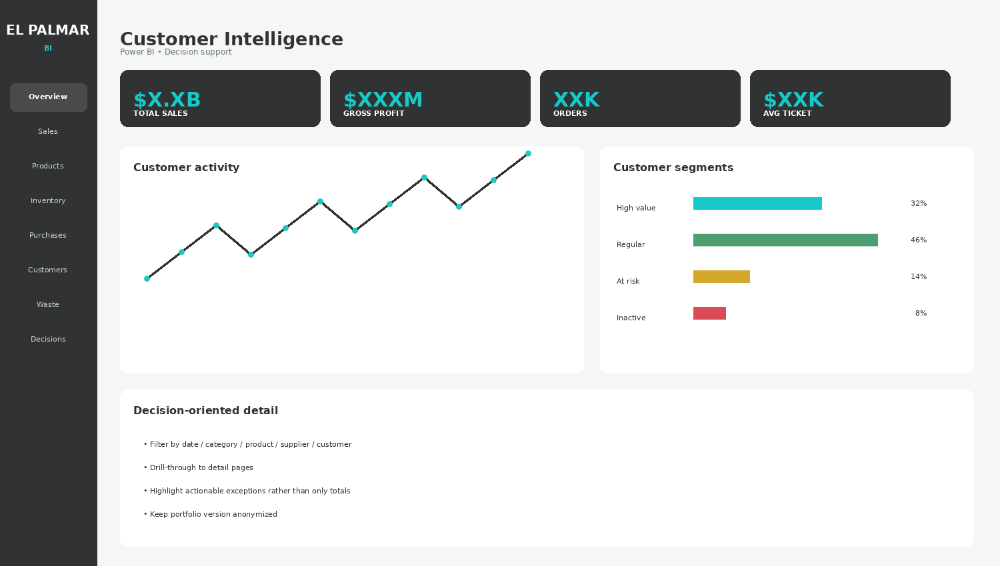 EL PALMAR
BI
Overview
Sales
Products
Inventory
Purchases
Customers
Waste
Decisions
Customer Intelligence
Power BI • Decision support
$X.XB
TOTAL SALES
$XXXM
GROSS PROFIT
XXK
ORDERS
$XXK
AVG TICKET
Customer activity
Customer segments
High value 32%
Regular 46%
At risk 14%
Inactive 8%
Decision-oriented detail
• Filter by date / category / product / supplier / customer
• Drill-through to detail pages
• Highlight actionable exceptions rather than only totals
• Keep portfolio version anonymized